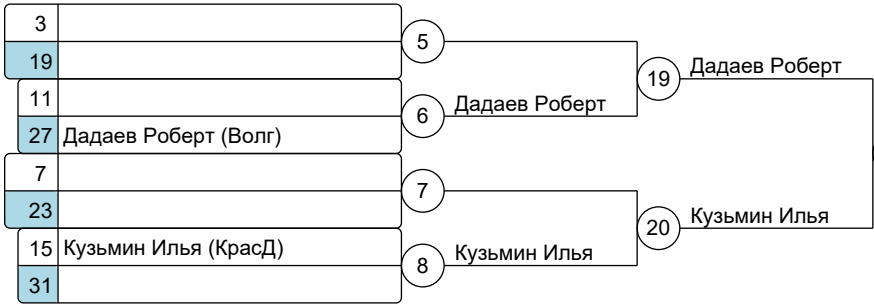 3
5
19
19 Дадаев Роберт
11
6 Дадаев Роберт
27 Дадаев Роберт (Волг)
7
7
23
20 Кузьмин Илья
15 Кузьмин Илья (КрасД)
8 Кузьмин Илья
31